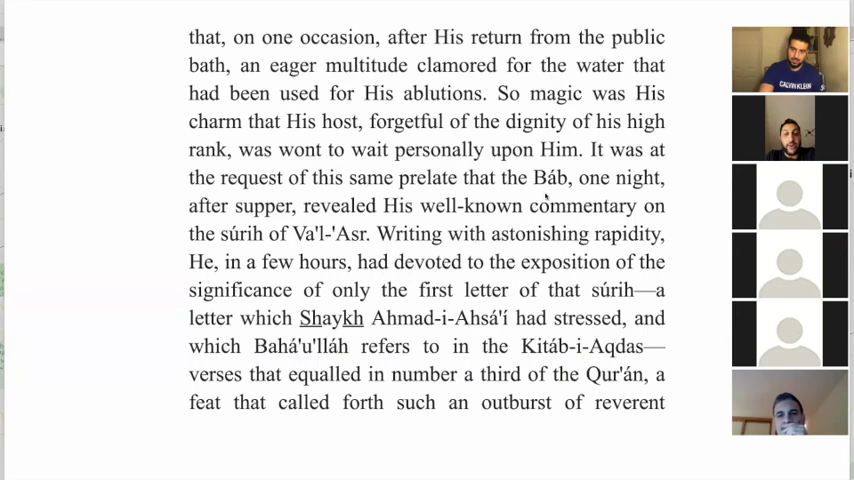 that, on one occasion, after His return from the public
bath, an eager multitude clamored for the water that
had been used for His ablutions. So magic was His
charm that His host, forgetful of the dignity of his high
rank, was wont to wait personally upon Him. It was at
the request of this same prelate that the Báb, one night,
after supper, revealed His well-known commentary on
the súrih of Va'l-'Asr. Writing with astonishing rapidity,
He, in a few hours, had devoted to the exposition of the
significance of only the first letter of that súrih—a
letter which Shaykh Ahmad-i-Ahsá'í had stressed, and
which Bahá'u'lláh refers to in the Kitáb-i-Aqdas—
verses that equalled in number a third of the Qur'án, a
feat that called forth such an outburst of reverent
CALVIN KLEIN